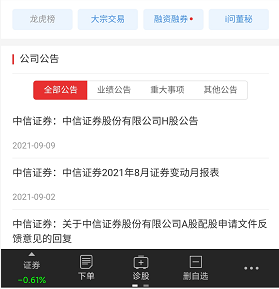 龙虎榜 大宗交易 融资融券 i问董秘
公司公告
全部公告 业绩公告 重大事项 其他公告
中信证券：中信证券股份有限公司H股公告
2021-09-09
中信证券：中信证券2021年8月证券变动月报表
2021-09-02
中信证券：关于中信证券股份有限公司A股配股申请文件反
馈意见的回复
证券 下单 诊股 删自选 更多
-0.61%